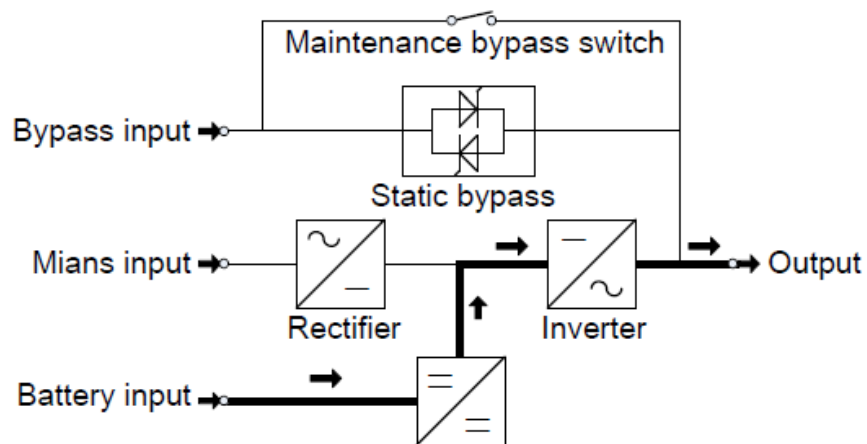 Maintenance bypass switch
Bypass input
Static bypass
Mians input
Output
Rectifier
Inverter
Battery input